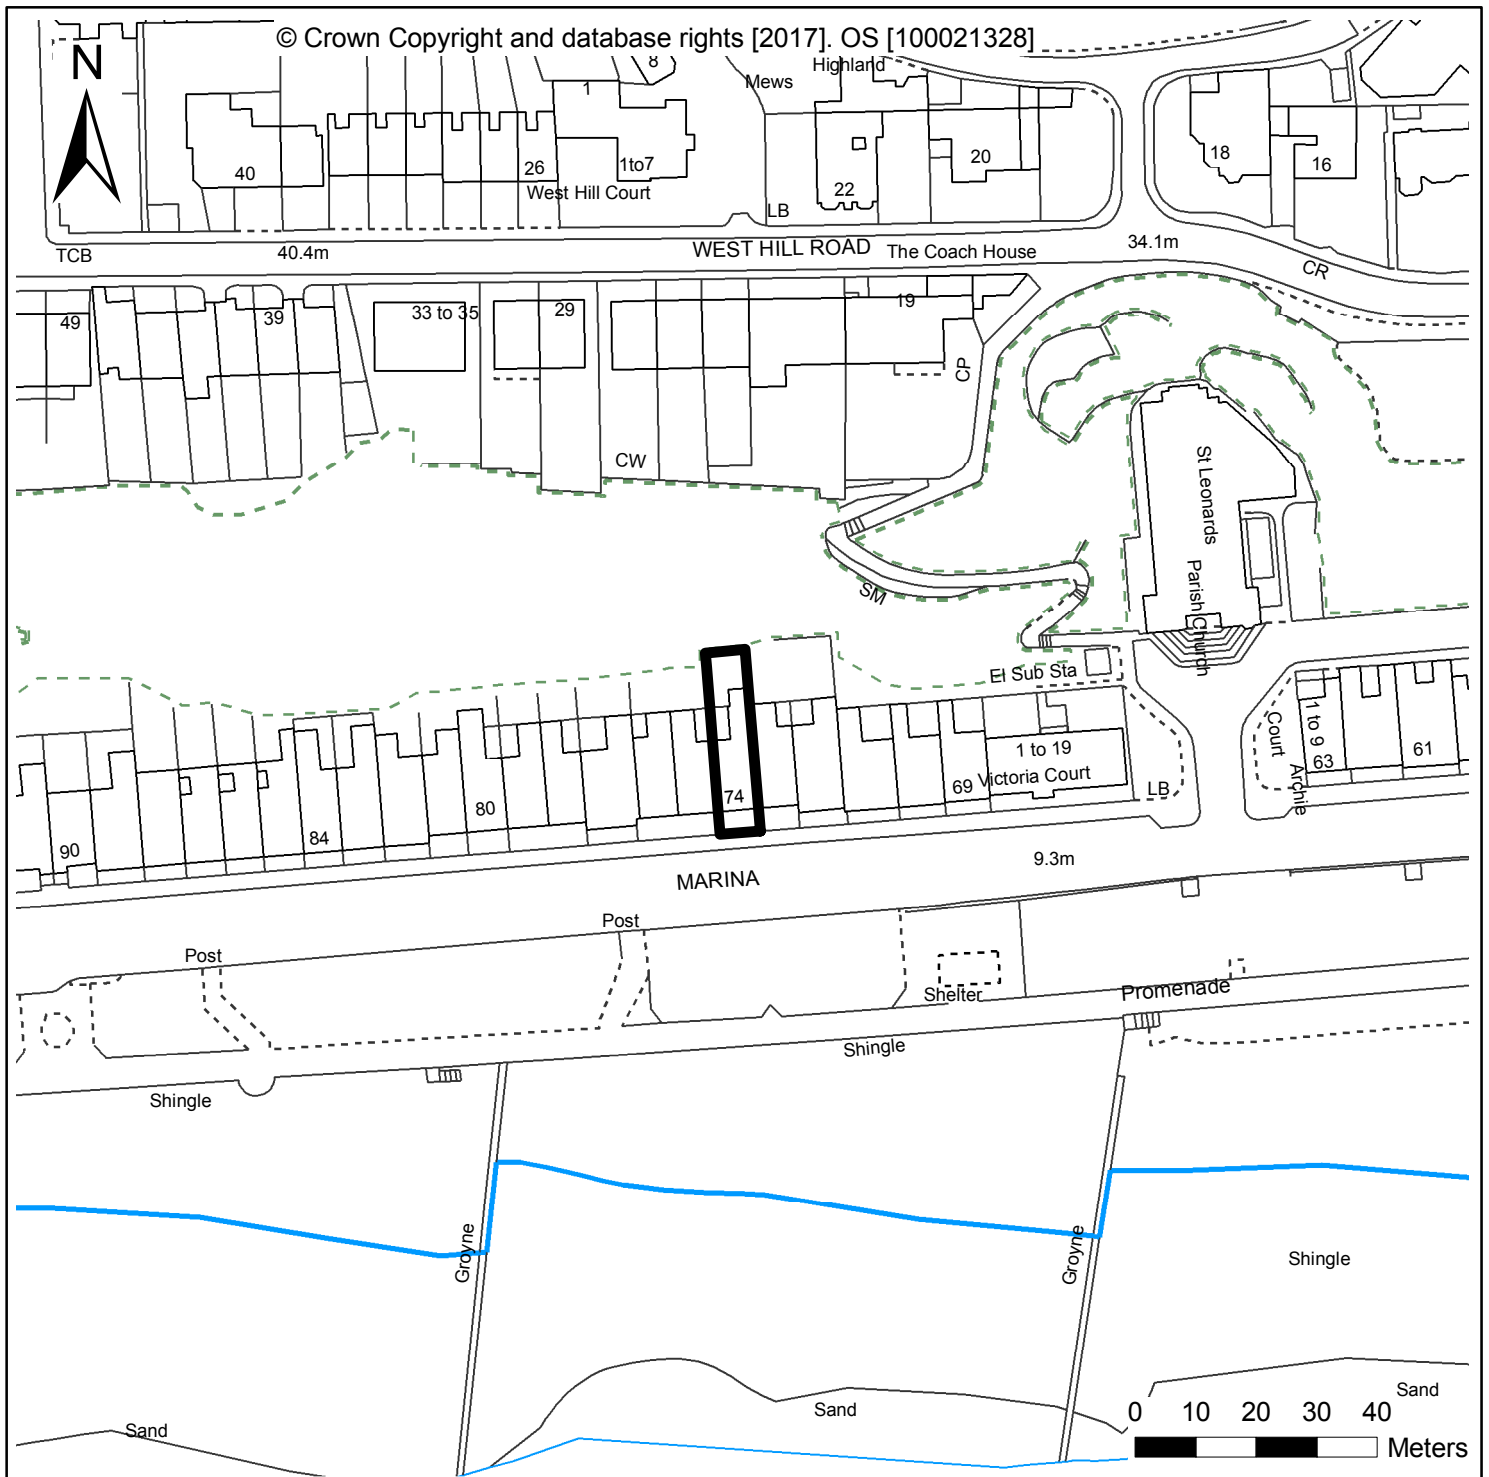 © Crown Copyright and database rights [2017]. OS [100021328]
N
8
Highland
Mews
1
40
26
1to7
West Hill Court
22
20
18
16
LB
TCB
40.4m
WEST HILL ROAD
The Coach House
34.1m
CR
49
39
33 to 35
29
19
CP
CW
St Leonards
Parish Church
SM
El Sub Sta
1 to 19
Victoria Court
LB
Court
Archie
1 to 9
63
61
69
74
80
84
90
MARINA
9.3m
Post
Post
Shelter
Promenade
Shingle
Shingle
Groyne
Groyne
Shingle
Sand
Sand
Sand
0 10 20 30 40
Meters